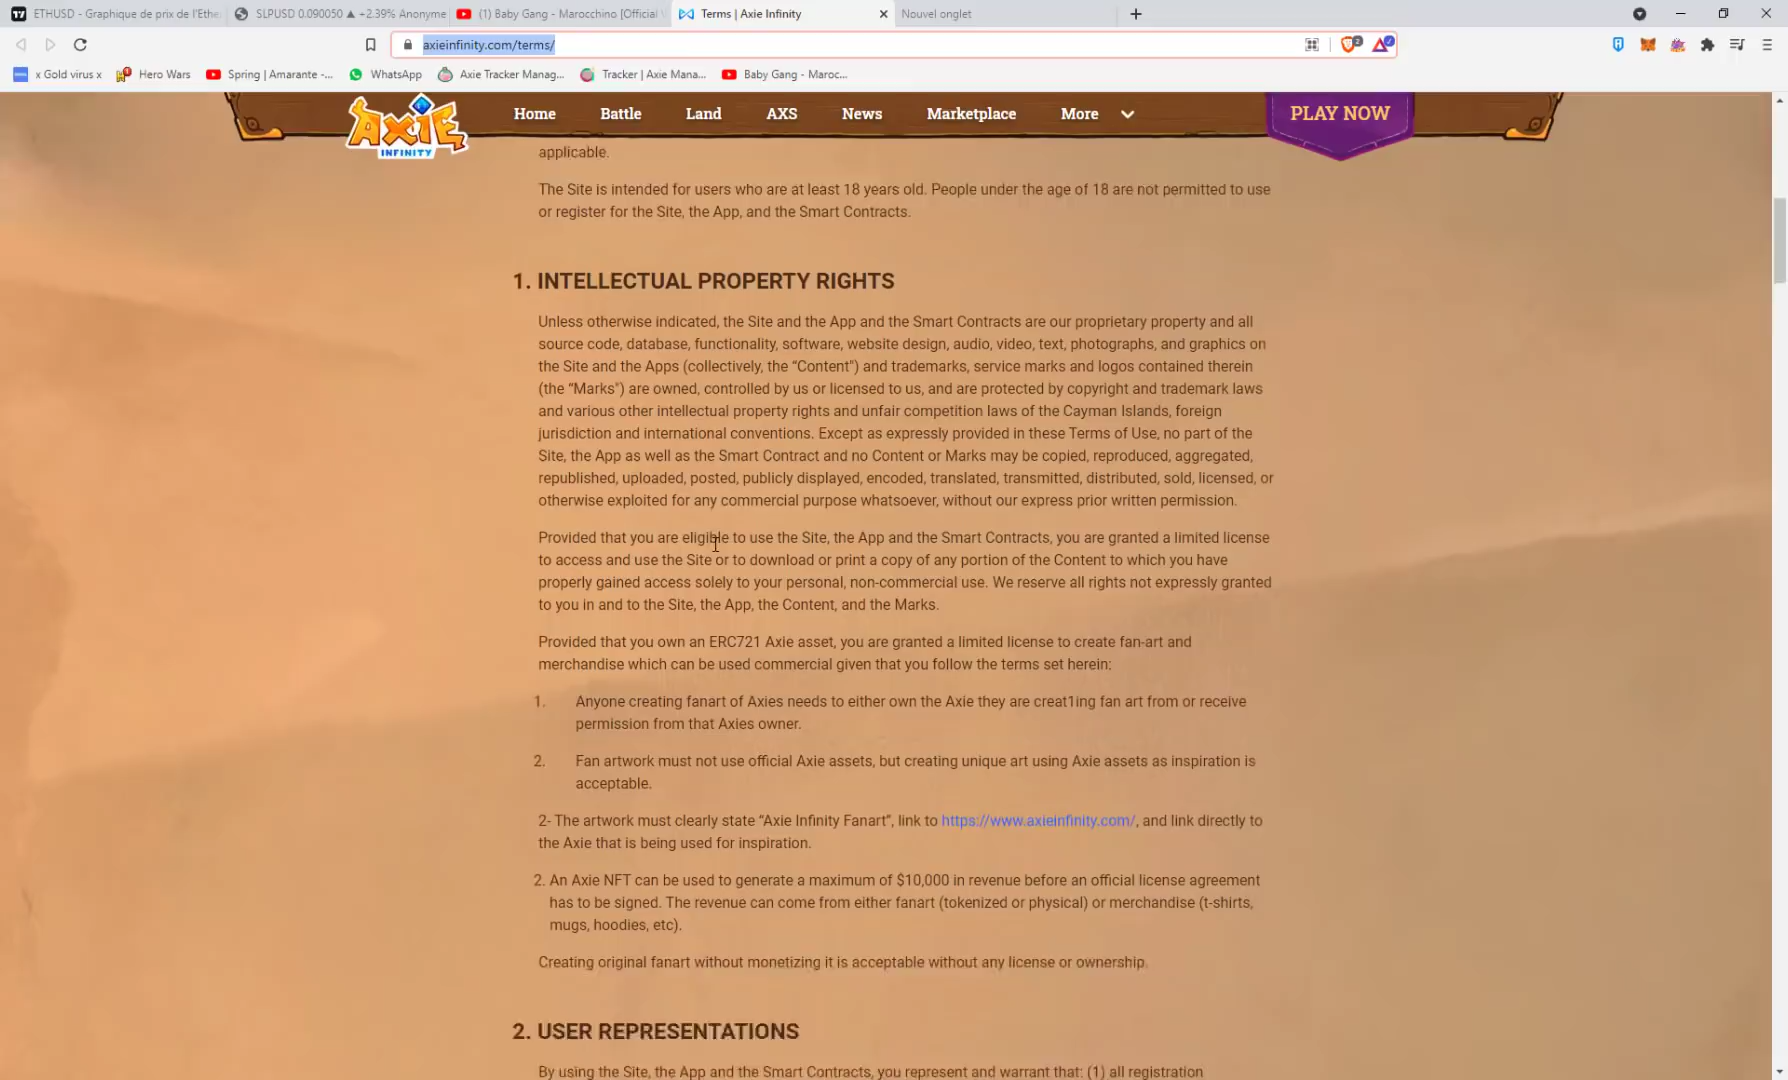 ETHUSD - Graphique de prix de l'Ethe
SLPUSD 0.090050 ▲ +2.39% Anonyme
(1) Baby Gang - Marocchino [Official
Terms | Axie Infinity
Nouvel onglet
axieinfinity.com/terms/
x Gold virus x
Hero Wars
Spring | Amarante -...
WhatsApp
Axie Tracker Manag...
Tracker | Axie Mana...
Baby Gang - Maroc...
AXIE
INFINITY
Home
Battle
Land
AXS
News
Marketplace
More
PLAY NOW
applicable.
The Site is intended for users who are at least 18 years old. People under the age of 18 are not permitted to use
or register for the Site, the App, and the Smart Contracts.
1. INTELLECTUAL PROPERTY RIGHTS
Unless otherwise indicated, the Site and the App and the Smart Contracts are our proprietary property and all
source code, database, functionality, software, website design, audio, video, text, photographs, and graphics on
the Site and the Apps (collectively, the “Content") and trademarks, service marks and logos contained therein
(the “Marks") are owned, controlled by us or licensed to us, and are protected by copyright and trademark laws
and various other intellectual property rights and unfair competition laws of the Cayman Islands, foreign
jurisdiction and international conventions. Except as expressly provided in these Terms of Use, no part of the
Site, the App as well as the Smart Contract and no Content or Marks may be copied, reproduced, aggregated,
republished, uploaded, posted, publicly displayed, encoded, translated, transmitted, distributed, sold, licensed, or
otherwise exploited for any commercial purpose whatsoever, without our express prior written permission.
Provided that you are eligible to use the Site, the App and the Smart Contracts, you are granted a limited license
to access and use the Site or to download or print a copy of any portion of the Content to which you have
properly gained access solely to your personal, non-commercial use. We reserve all rights not expressly granted
to you in and to the Site, the App, the Content, and the Marks.
Provided that you own an ERC721 Axie asset, you are granted a limited license to create fan-art and
merchandise which can be used commercial given that you follow the terms set herein:
1. Anyone creating fanart of Axies needs to either own the Axie they are creat1ing fan art from or receive
permission from that Axies owner.
2. Fan artwork must not use official Axie assets, but creating unique art using Axie assets as inspiration is
acceptable.
2- The artwork must clearly state “Axie Infinity Fanart”, link to https://www.axieinfinity.com/, and link directly to
the Axie that is being used for inspiration.
2. An Axie NFT can be used to generate a maximum of $10,000 in revenue before an official license agreement
has to be signed. The revenue can come from either fanart (tokenized or physical) or merchandise (t-shirts,
mugs, hoodies, etc).
Creating original fanart without monetizing it is acceptable without any license or ownership.
2. USER REPRESENTATIONS
By using the Site, the App and the Smart Contracts, you represent and warrant that: (1) all registration